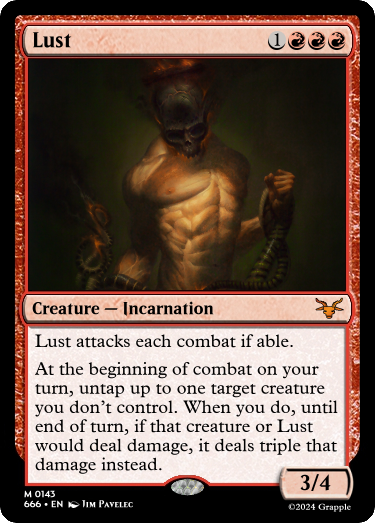 Lust
1
Creature — Incarnation
Lust attacks each combat if able.
At the beginning of combat on your
turn, untap up to one target creature
you don't control. When you do, until
end of turn, if that creature or Lust
would deal damage, it deals triple that
damage instead.
3/4
M 0143
666 • EN Jim Pavelec
©2024 Grapple